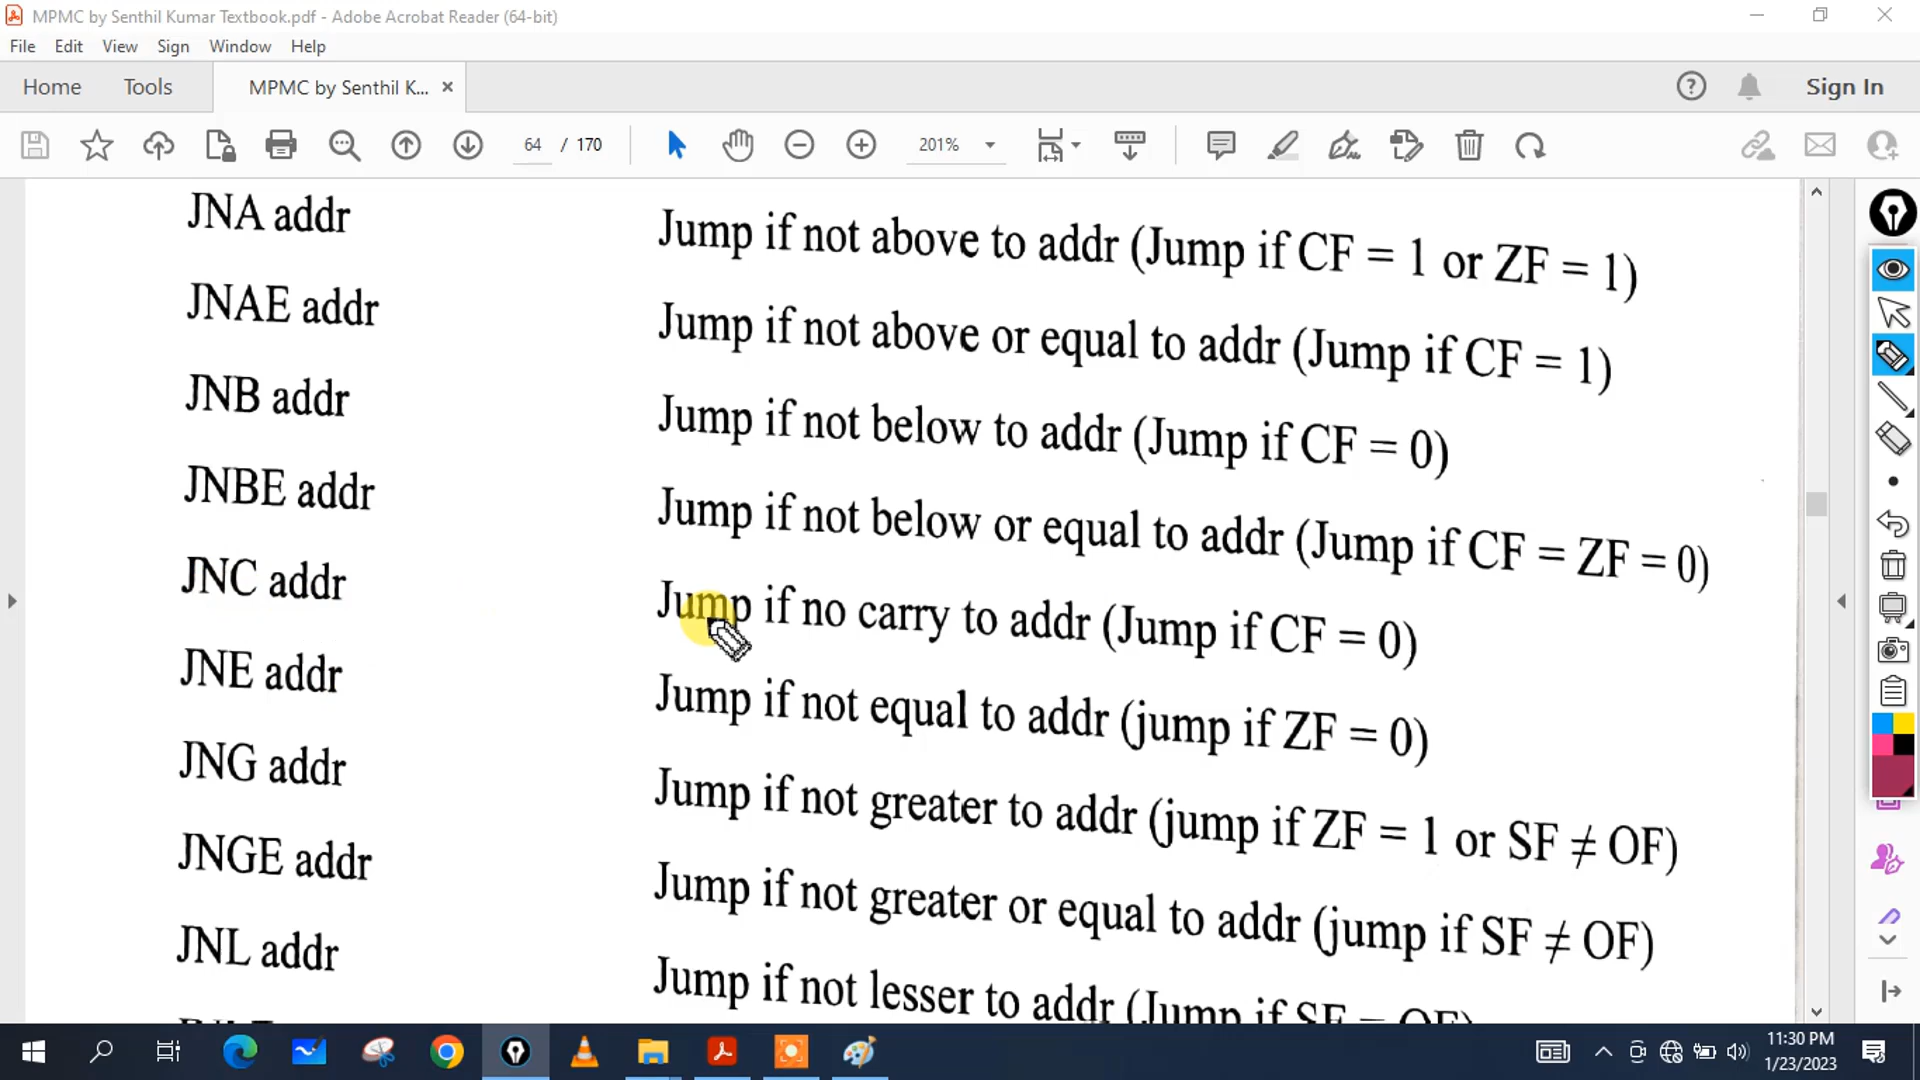 MPMC by Senthil Kumar Textbook.pdf - Adobe Acrobat Reader (64-bit)
File Edit View Sign Window Help
Home Tools MPMC by Senthil K... Sign In
64 / 170 201%
JNA addr Jump if not above to addr (Jump if CF = 1 or ZF = 1)
JNAE addr Jump if not above or equal to addr (Jump if CF = 1)
JNB addr Jump if not below to addr (Jump if CF = 0)
JNBE addr Jump if not below or equal to addr (Jump if CF = ZF = 0)
JNC addr Jump if no carry to addr (Jump if CF = 0)
JNE addr Jump if not equal to addr (jump if ZF = 0)
JNG addr Jump if not greater to addr (jump if ZF = 1 or SF ≠ OF)
JNGE addr Jump if not greater or equal to addr (jump if SF ≠ OF)
JNL addr Jump if not lesser to addr (Jump if SF = OF)
11:30 PM
1/23/2023